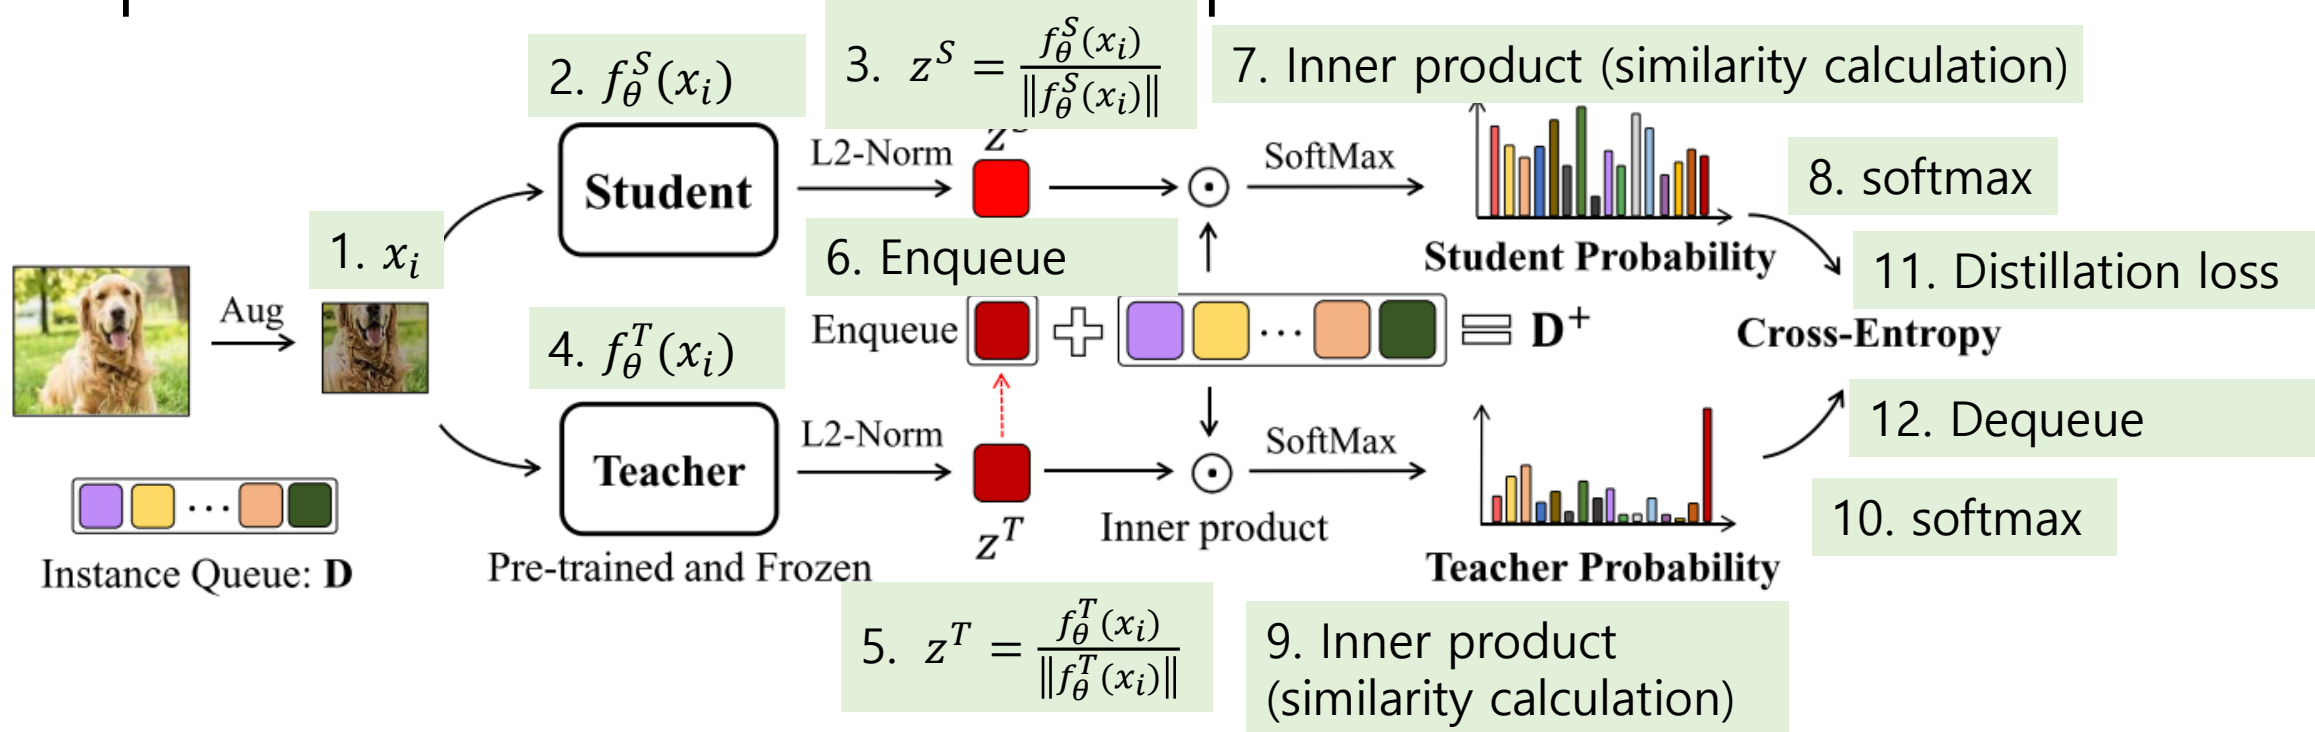 2. f_θ^S(x_i)
3. z^S = f_θ^S(x_i) / ‖f_θ^S(x_i)‖
7. Inner product (similarity calculation)
L2-Norm
z^S
SoftMax
8. softmax
Student
1. x_i
6. Enqueue
Student Probability
11. Distillation loss
Aug
4. f_θ^T(x_i)
Enqueue
···
D⁺
Cross-Entropy
L2-Norm
SoftMax
12. Dequeue
Teacher
···
z^T
Inner product
10. softmax
Instance Queue: D
Pre-trained and Frozen
Teacher Probability
5. z^T = f_θ^T(x_i) / ‖f_θ^T(x_i)‖
9. Inner product
(similarity calculation)